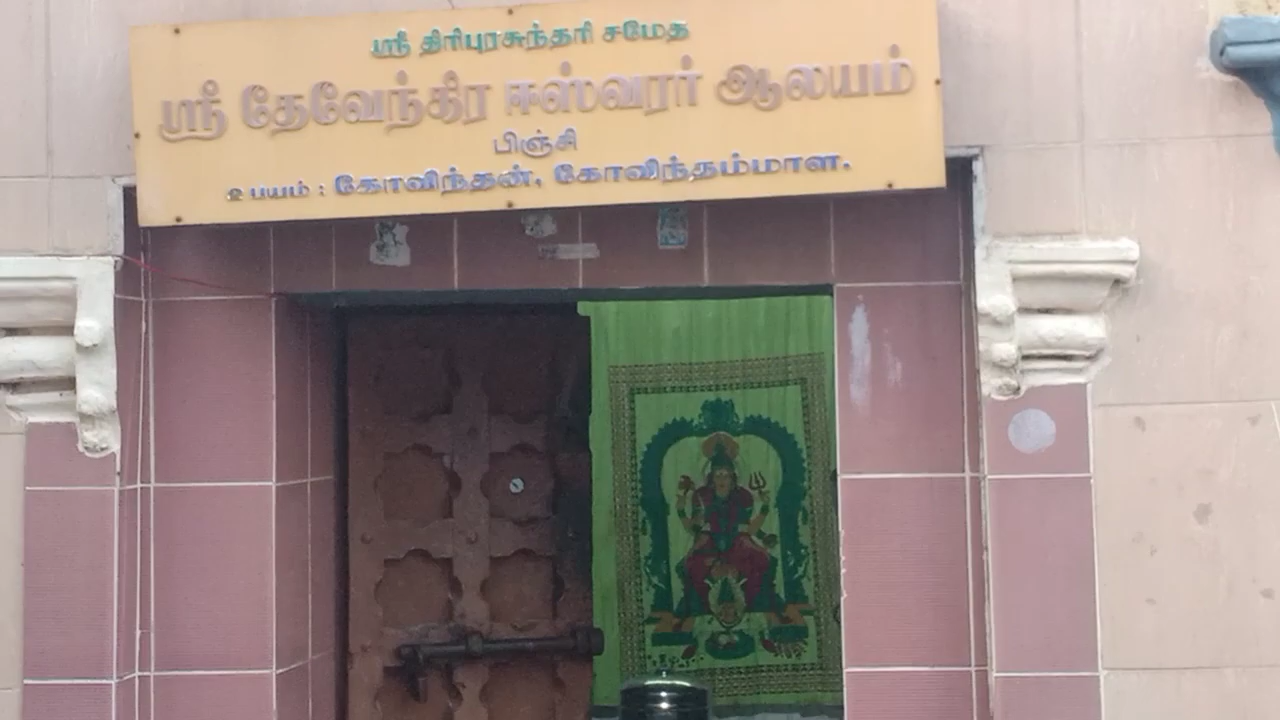 ஸ்ரீ திரிபுரசுந்தரி சமேத
ஸ்ரீ தேவேந்கிர ஈஸ்வரர் ஆலயம்
பிஞ்சி
உபயம் : கோவிந்தன், கோவிந்தம்மாள.